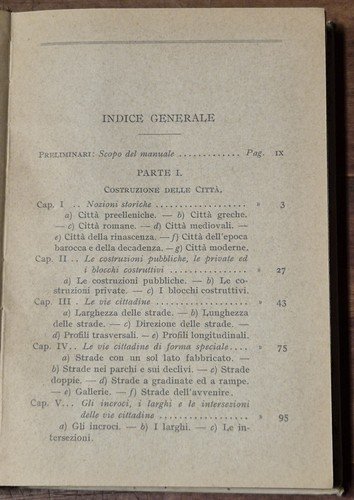 INDICE GENERALE
PRELIMINARI: Scopo del manuale ............ Pag. IX
PARTE I.
COSTRUZIONE DELLE CITTÀ.
Cap. I .... Nozioni storiche .................. » 3
a) Città preelleniche. — b) Città greche.
— c) Città romane. — d) Città medioevali. —
e) Città della rinascenza. — f) Città dell'epoca
barocca e della decadenza. — g) Città moderne.
Cap. II ... Le costruzioni pubbliche, le private ed
i blocchi costruttivi .................. » 27
a) Le costruzioni pubbliche. — b) Le co-
struzioni private. — c) I blocchi costruttivi.
Cap. III .. Le vie cittadine .................. » 43
a) Larghezza delle strade. — b) Lunghezza
delle strade. — c) Direzione delle strade. —
d) Profili trasversali. — e) Profili longitudinali.
Cap. IV... Le vie cittadine di forma speciale.... » 75
a) Strade con un sol lato fabbricato. —
b) Strade nei parchi e sui declivi. — c) Strade
doppie. — d) Strade a gradinate ed a rampe.
— e) Gallerie. — f) Strade dell'avvenire.
Cap. V... Gli incroci, i larghi e le intersezioni
delle vie cittadine .................. » 95
a) Gli incroci. — b) I larghi. — c) Le in-
tersezioni.